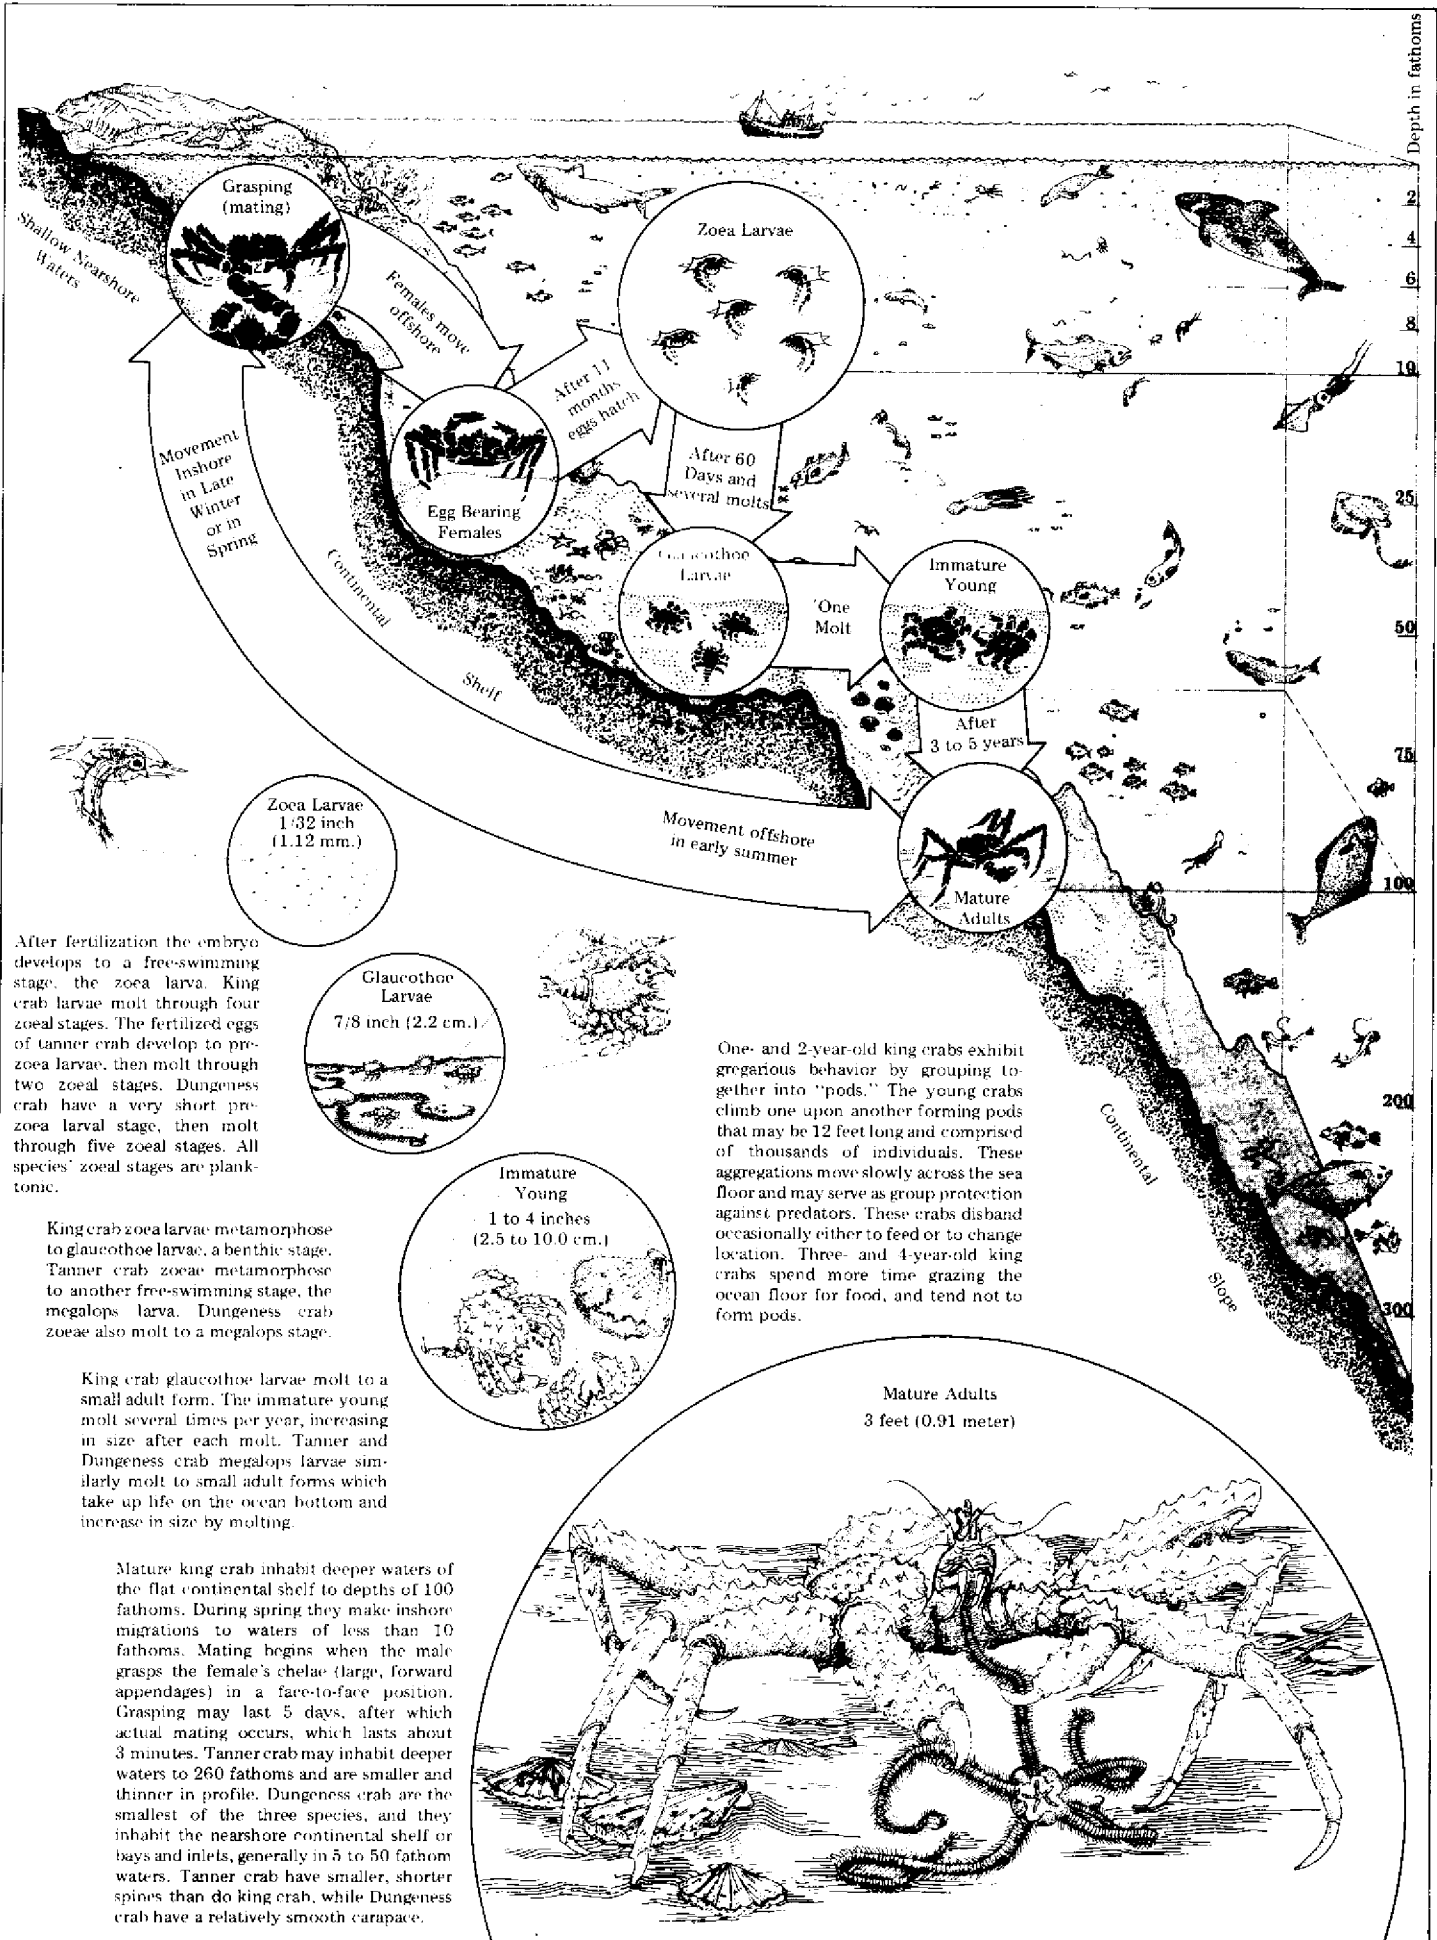 Depth in fathoms
2
4
6
8
10
25
50
75
100
200
300
Grasping
(mating)
Shallow Nearshore
Waters
Females move
offshore
Zoea Larvae
After 11
months
eggs hatch
Egg Bearing
Females
After 60
Days and
several molts
Glaucothoe
Larvae
One
Molt
Immature
Young
After
3 to 5 years
Mature
Adults
Movement
Inshore
in Late
Winter
or in
Spring
Movement offshore
in early summer
Continental
Shelf
Continental
Slope
Zoea Larvae
1/32 inch
(1.12 mm.)
Glaucothoe
Larvae
7/8 inch (2.2 cm.)
Immature
Young
1 to 4 inches
(2.5 to 10.0 cm.)
After fertilization the embryo
develops to a free-swimming
stage, the zoea larva. King
crab larvae molt through four
zoeal stages. The fertilized eggs
of tanner crab develop to pre-
zoea larvae, then molt through
two zoeal stages. Dungeness
crab have a very short pre-
zoea larval stage, then molt
through five zoeal stages. All
species' zoeal stages are plank-
tonic.
King crab zoea larvae metamorphose
to glaucothoe larvae, a benthic stage.
Tanner crab zoeae metamorphose
to another free-swimming stage, the
megalops larva. Dungeness crab
zoeae also molt to a megalops stage.
King crab glaucothoe larvae molt to a
small adult form. The immature young
molt several times per year, increasing
in size after each molt. Tanner and
Dungeness crab megalops larvae sim-
ilarly molt to small adult forms which
take up life on the ocean bottom and
increase in size by molting.
Mature king crab inhabit deeper waters of
the flat continental shelf to depths of 100
fathoms. During spring they make inshore
migrations to waters of less than 10
fathoms. Mating begins when the male
grasps the female's chelae (large, forward
appendages) in a face-to-face position.
Grasping may last 5 days, after which
actual mating occurs, which lasts about
3 minutes. Tanner crab may inhabit deeper
waters to 260 fathoms and are smaller and
thinner in profile. Dungeness crab are the
smallest of the three species, and they
inhabit the nearshore continental shelf or
bays and inlets, generally in 5 to 50 fathom
waters. Tanner crab have smaller, shorter
spines than do king crab, while Dungeness
crab have a relatively smooth carapace.
One- and 2-year-old king crabs exhibit
gregarious behavior by grouping to-
gether into "pods." The young crabs
climb one upon another forming pods
that may be 12 feet long and comprised
of thousands of individuals. These
aggregations move slowly across the sea
floor and may serve as group protection
against predators. These crabs disband
occasionally either to feed or to change
location. Three- and 4-year-old king
crabs spend more time grazing the
ocean floor for food, and tend not to
form pods.
Mature Adults
3 feet (0.91 meter)